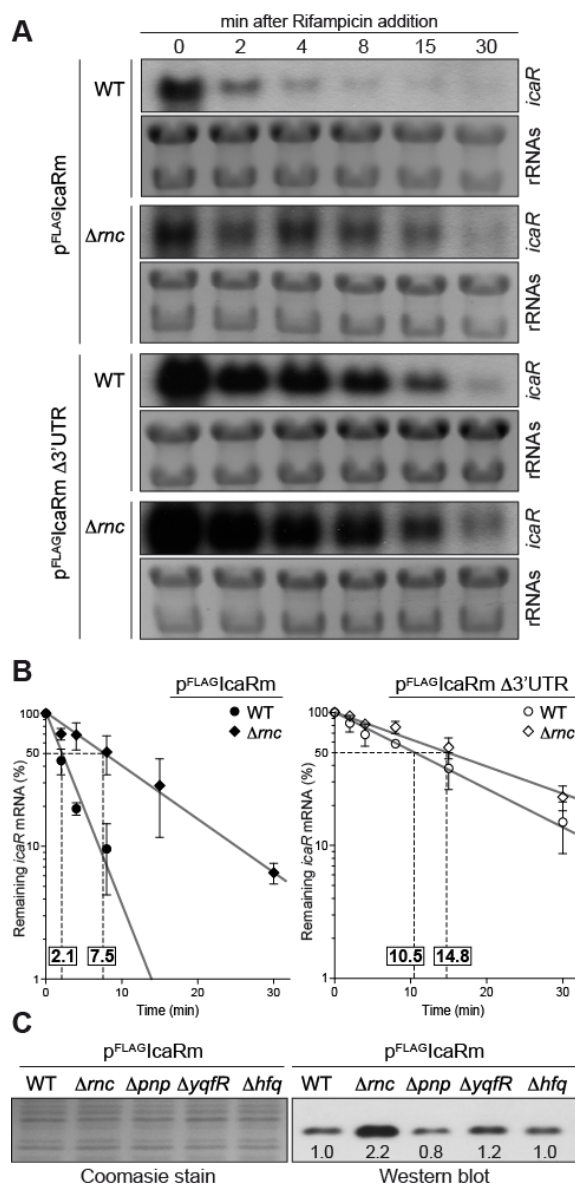 A
min after Rifampicin addition
0 2 4 8 15 30
pFLAGIcaRm
WT
icaR
rRNAs
Δrnc
icaR
rRNAs
pFLAGIcaRm Δ3'UTR
WT
icaR
rRNAs
Δrnc
icaR
rRNAs
B
pFLAGIcaRm
WT
Δrnc
Remaining icaR mRNA (%)
100
50
10
1
2.1 7.5
0 10 20 30
Time (min)
pFLAGIcaRm Δ3'UTR
WT
Δrnc
Remaining icaR mRNA (%)
100
50
10
1
10.5 14.8
0 10 20 30
Time (min)
C
pFLAGIcaRm
WT Δrnc Δpnp ΔyqfR Δhfq
Coomasie stain
pFLAGIcaRm
WT Δrnc Δpnp ΔyqfR Δhfq
1.0 2.2 0.8 1.2 1.0
Western blot